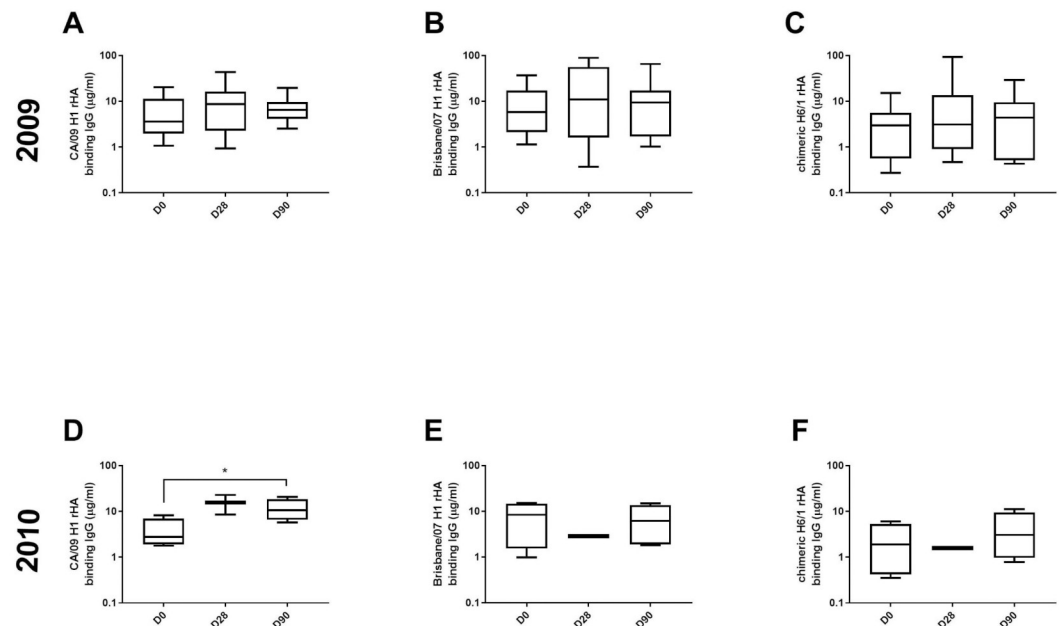 A
B
C
2009
CA/09 H1 rHA
binding IgG (µg/ml)
100
10
1
0.1
D0
D28
D90
Brisbane/07 H1 rHA
binding IgG (µg/ml)
100
10
1
0.1
D0
D28
D90
chimeric H6/1 rHA
binding IgG (µg/ml)
100
10
1
0.1
D0
D28
D90
D
E
F
2010
CA/09 H1 rHA
binding IgG (µg/ml)
100
10
1
0.1
*
D0
D28
D90
Brisbane/07 H1 rHA
binding IgG (µg/ml)
100
10
1
0.1
D0
D28
D90
chimeric H6/1 rHA
binding IgG (µg/ml)
100
10
1
0.1
D0
D28
D90